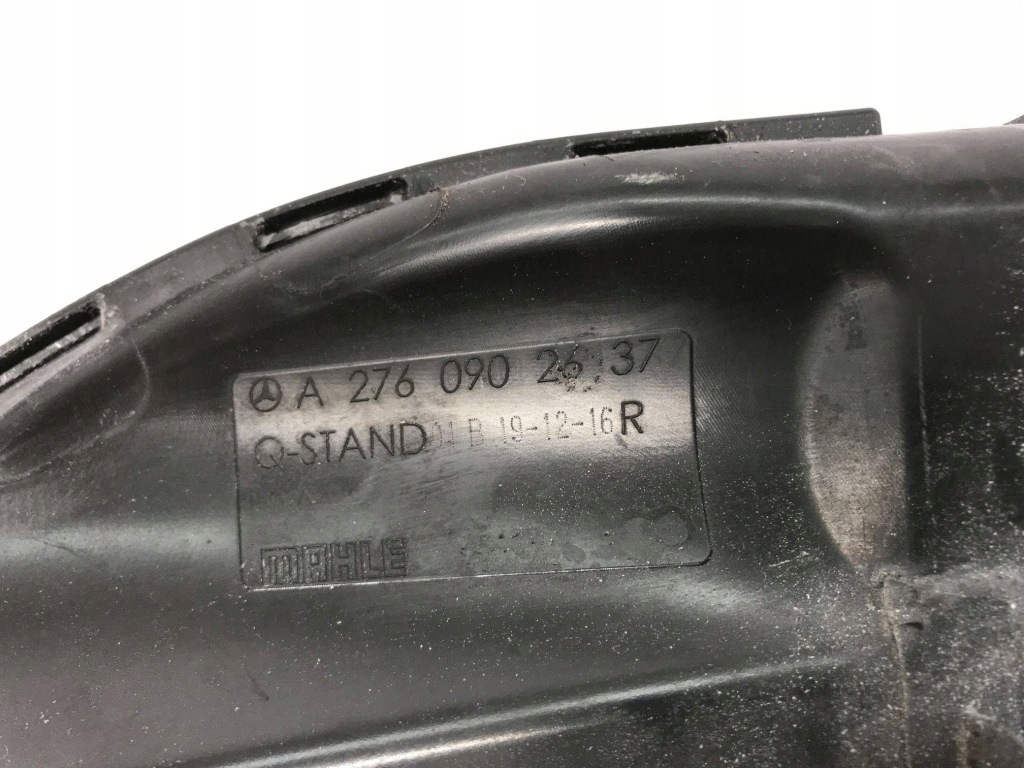 A 276 090 26 37
Q-STAND 01 B 19-12-16 R
MAHLE